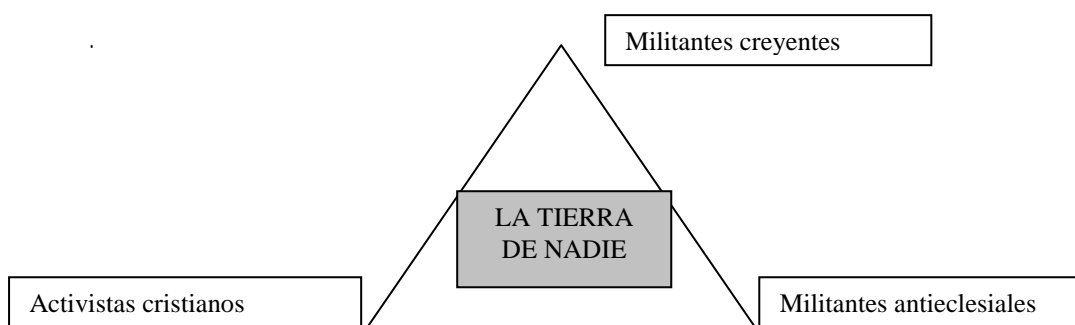 Militantes creyentes
LA TIERRA
DE NADIE
Activistas cristianos
Militantes antieclesiales